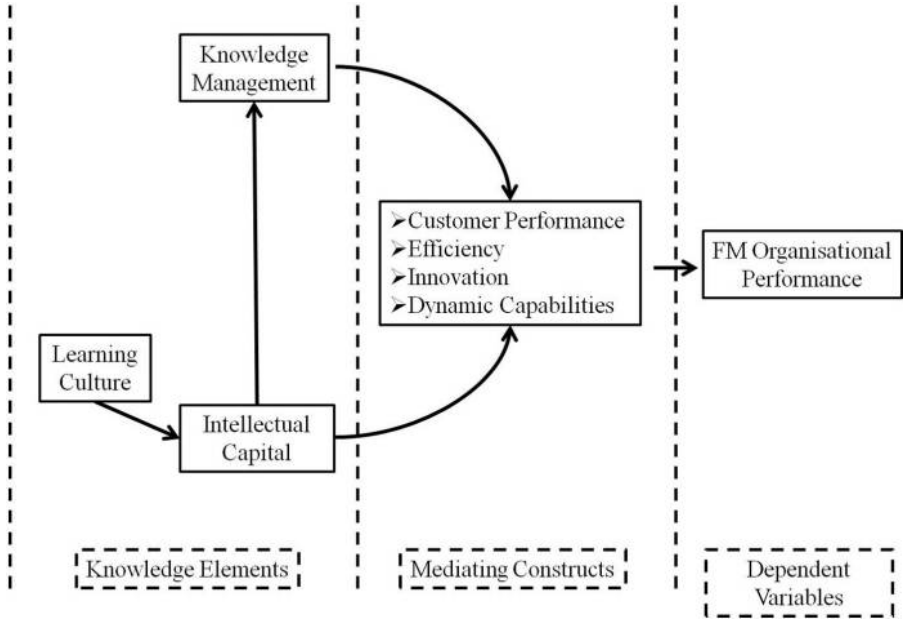 Knowledge
Management
➢Customer Performance
➢Efficiency
➢Innovation
➢Dynamic Capabilities
FM Organisational
Performance
Learning
Culture
Intellectual
Capital
Knowledge Elements
Mediating Constructs
Dependent
Variables